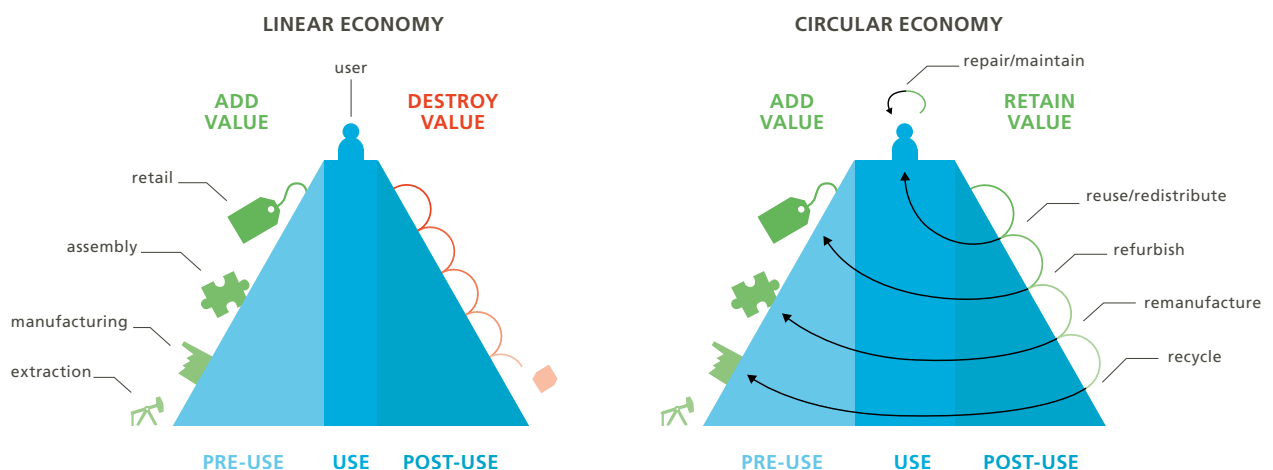 LINEAR ECONOMY
user
ADD
VALUE
DESTROY
VALUE
retail
assembly
manufacturing
extraction
PRE-USE
USE
POST-USE
CIRCULAR ECONOMY
repair/maintain
ADD
VALUE
RETAIN
VALUE
reuse/redistribute
refurbish
remanufacture
recycle
PRE-USE
USE
POST-USE